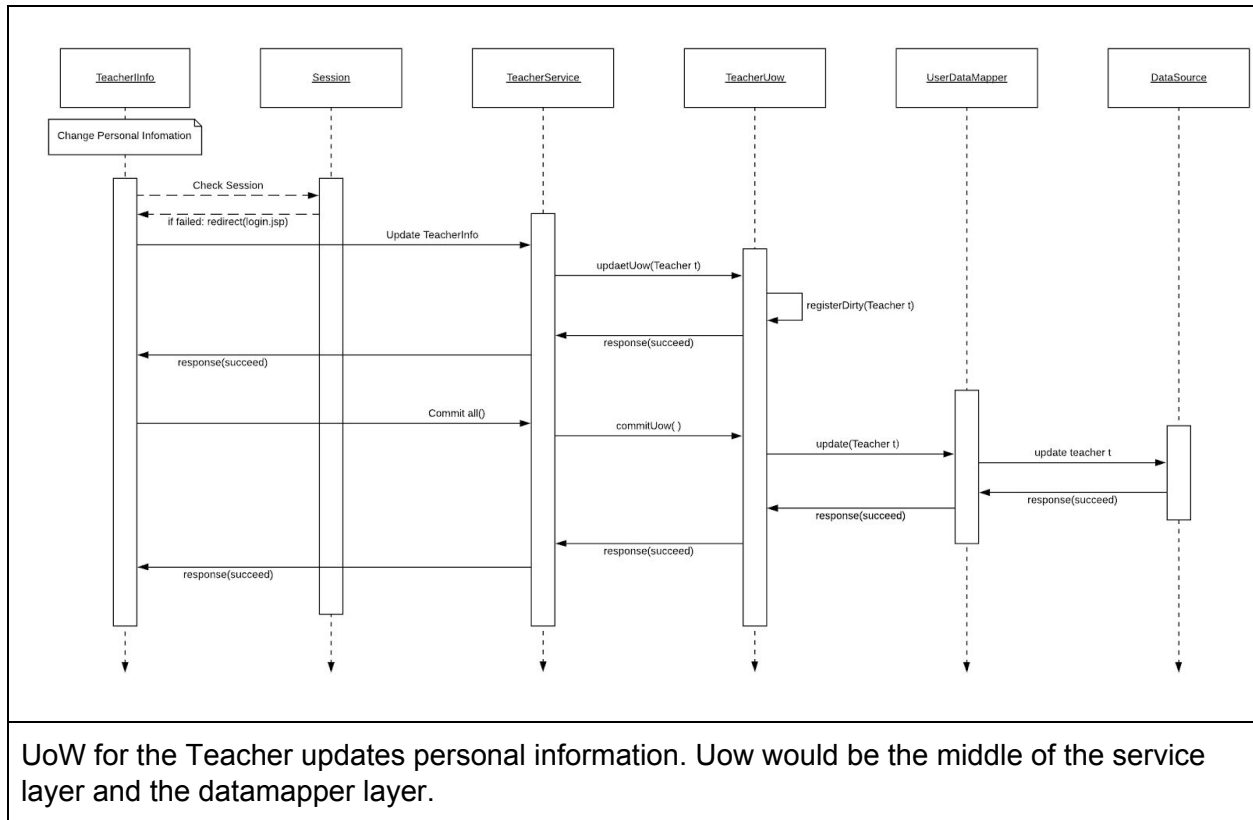 TeacherIInfo
Session
TeacherService
TeacherUow
UserDataMapper
DataSource
Change Personal Infomation
Check Session
if failed: redirect(login.jsp)
Update TeacherInfo
updaetUow(Teacher t)
registerDirty(Teacher t)
response(succeed)
response(succeed)
Commit all()
commitUow( )
update(Teacher t)
update teacher t
response(succeed)
response(succeed)
response(succeed)
response(succeed)
UoW for the Teacher updates personal information. Uow would be the middle of the service
layer and the datamapper layer.